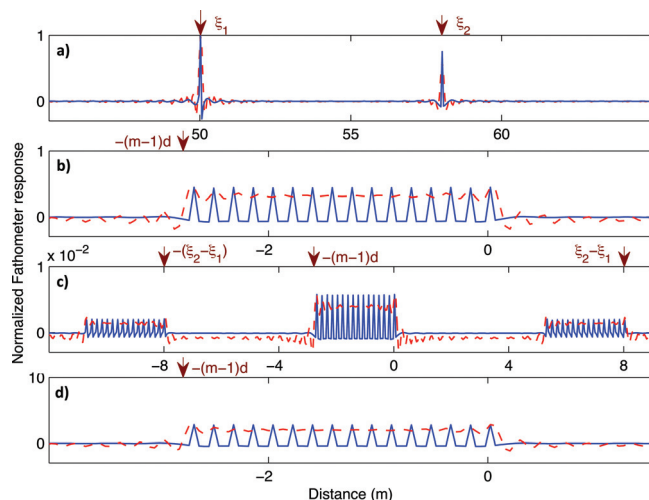 ξ1 ξ2
1
a)
0
50 55 60
−(m−1)d
1
b)
0
−2 0
x 10−2 −(ξ2−ξ1) −(m−1)d ξ2−ξ1
1
c)
0
−8 −4 0 4 8
−(m−1)d
10
d)
0
−2 0
Distance (m)
Normalized Fathometer response